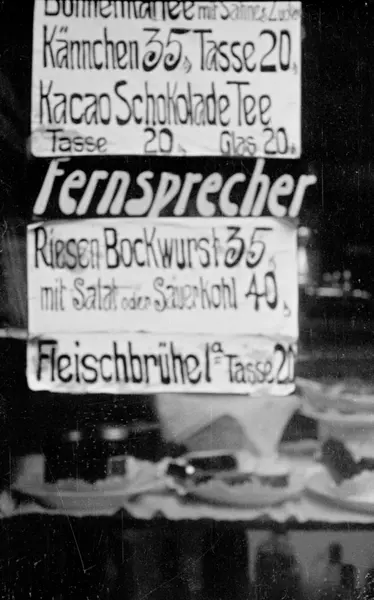 Bohnenkaffee mit Sahne u. Zucker
Kännchen 35₰ Tasse 20₰
Kacao Schokolade Tee
Tasse 20₰ Glas 20₰
Fernsprecher
Riesen Bockwurst 35₰
mit Salat oder Sauerkohl 40₰
Fleischbrühe Iª Tasse 20